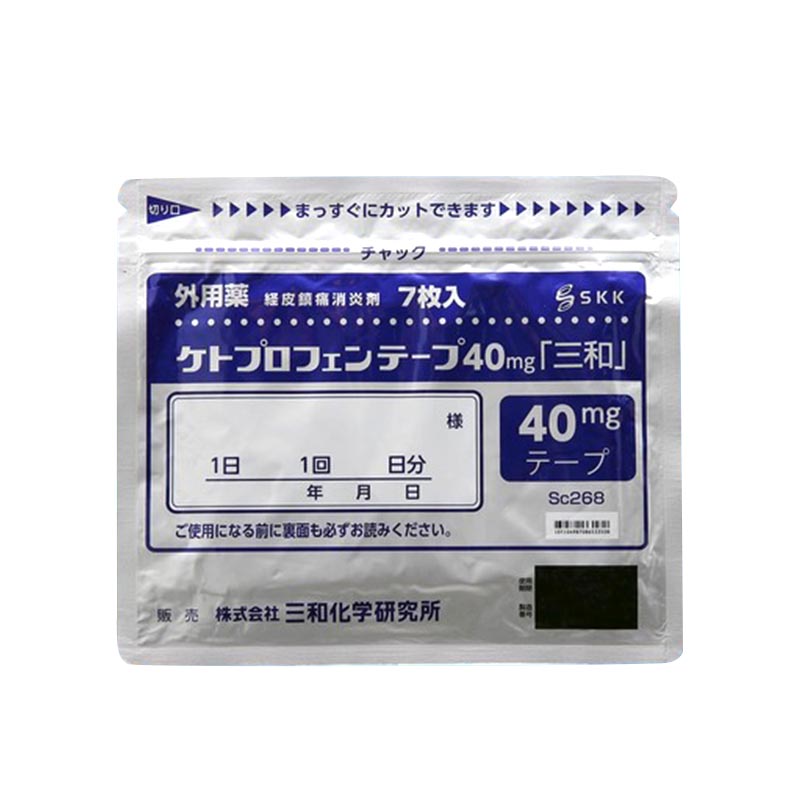 切り口 まっすぐにカットできます
チャック
外用薬 経皮鎮痛消炎剤 7枚入 SKK
ケトプロフェンテープ40mg「三和」
様
1日 1回 日分
年 月 日
40mg
テープ
Sc268
ご使用になる前に裏面も必ずお読みください。
使用
期限
製造
番号
販売 株式会社 三和化学研究所